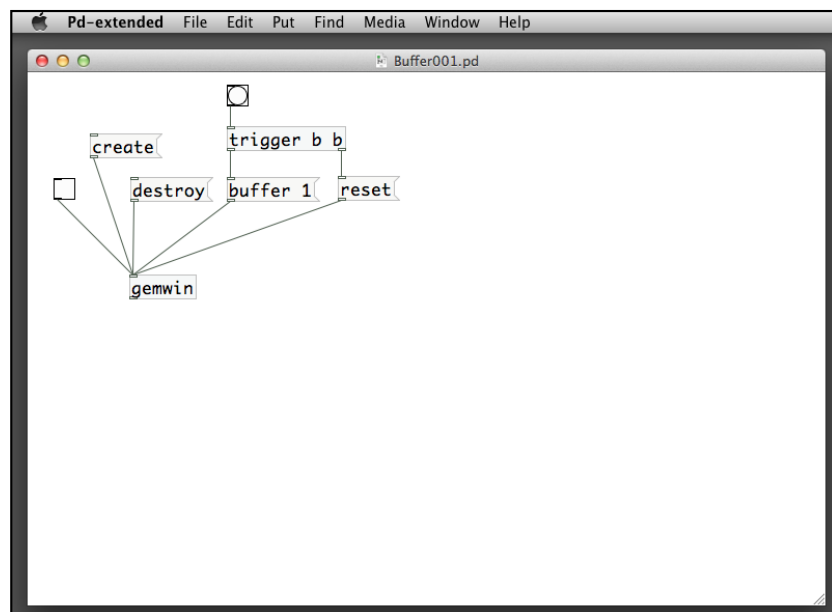 Pd-extended File Edit Put Find Media Window Help
Buffer001.pd
trigger b b
create
destroy
buffer 1
reset
gemwin